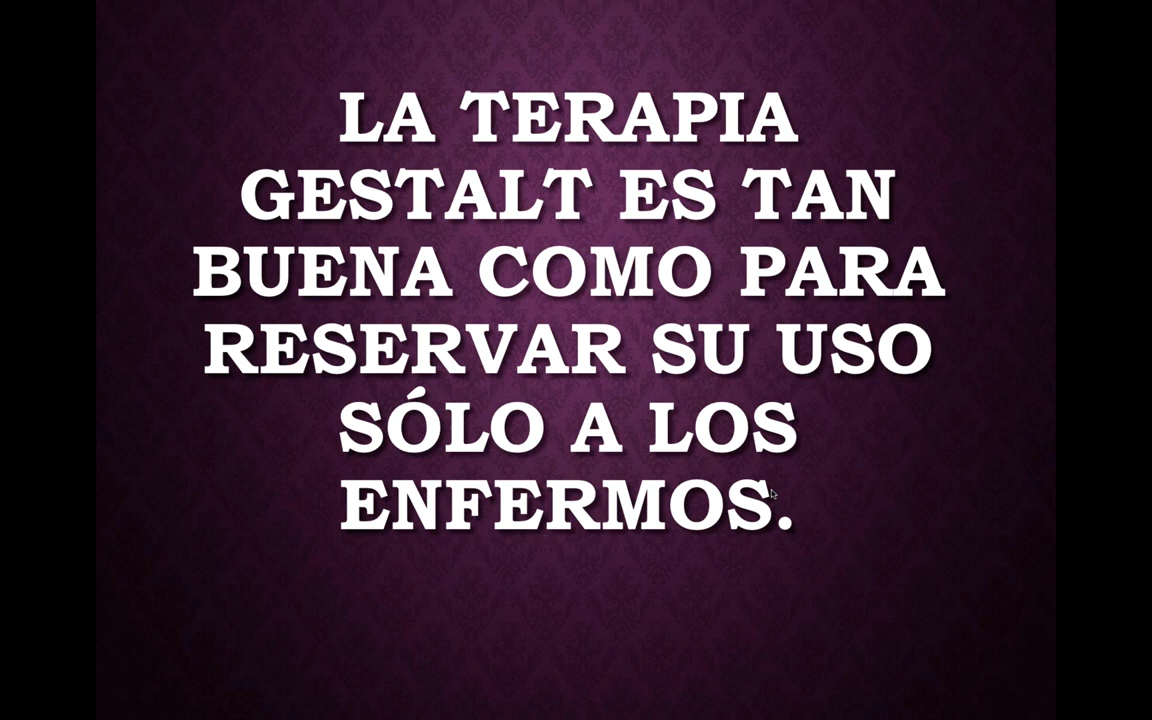 LA TERAPIA
GESTALT ES TAN
BUENA COMO PARA
RESERVAR SU USO
SÓLO A LOS
ENFERMOS.